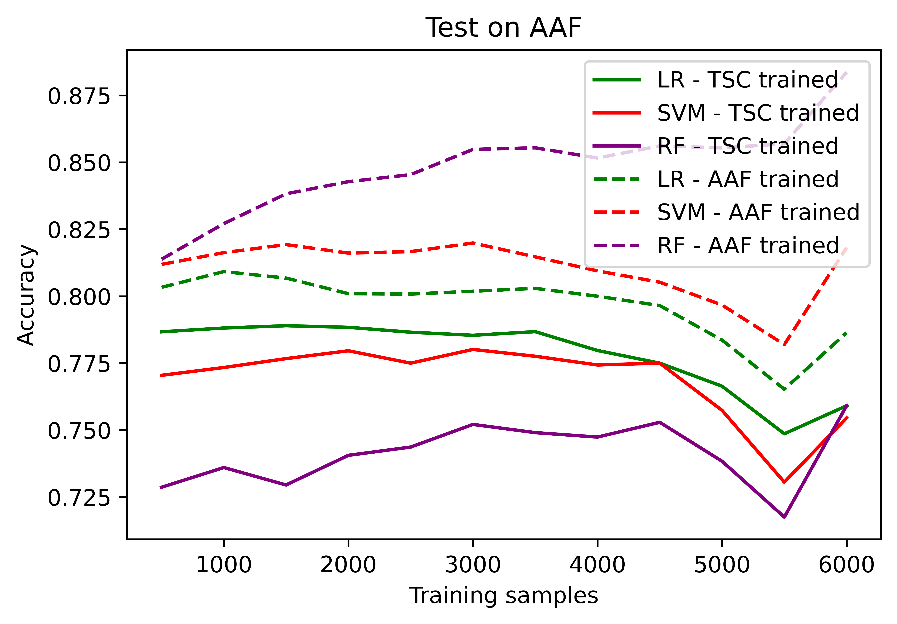 Test on AAF
0.875
0.850
0.825
0.800
0.775
0.750
0.725
Accuracy
LR - TSC trained
SVM - TSC trained
RF - TSC trained
LR - AAF trained
SVM - AAF trained
RF - AAF trained
1000 2000 3000 4000 5000 6000
Training samples